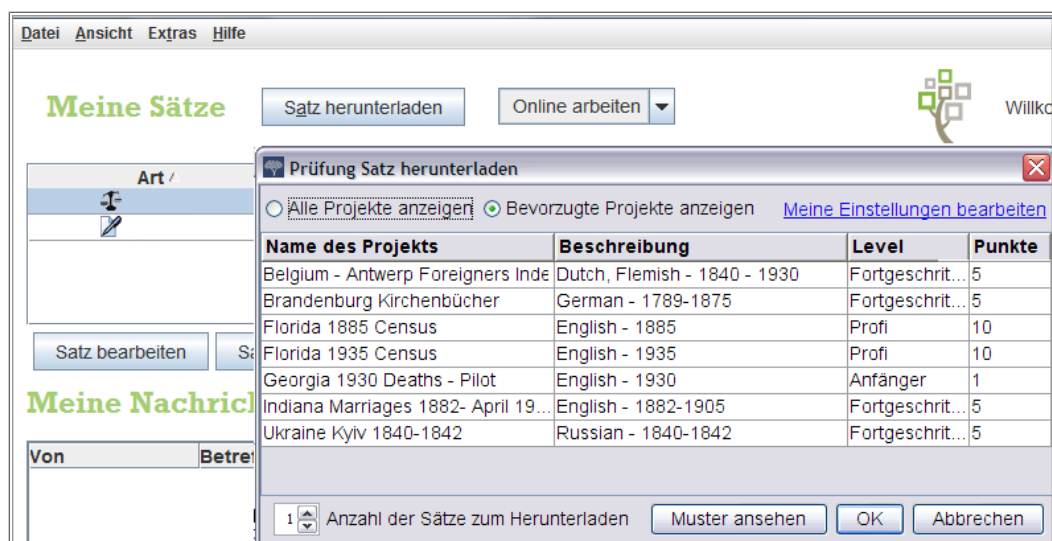 Datei Ansicht Extras Hilfe
Meine Sätze Satz herunterladen Online arbeiten
Art
Prüfung Satz herunterladen
Alle Projekte anzeigen Bevorzugte Projekte anzeigen Meine Einstellungen bearbeiten
Name des Projekts Beschreibung Level Punkte
Belgium - Antwerp Foreigners Inde Dutch, Flemish - 1840 - 1930 Fortgeschrit... 5
Brandenburg Kirchenbücher German - 1789-1875 Fortgeschrit... 5
Florida 1885 Census English - 1885 Profi 10
Florida 1935 Census English - 1935 Profi 10
Georgia 1930 Deaths - Pilot English - 1930 Anfänger 1
Indiana Marriages 1882- April 19... English - 1882-1905 Fortgeschrit... 5
Ukraine Kyiv 1840-1842 Russian - 1840-1842 Fortgeschrit... 5
1 Anzahl der Sätze zum Herunterladen Muster ansehen OK Abbrechen
Satz bearbeiten
Meine
Von